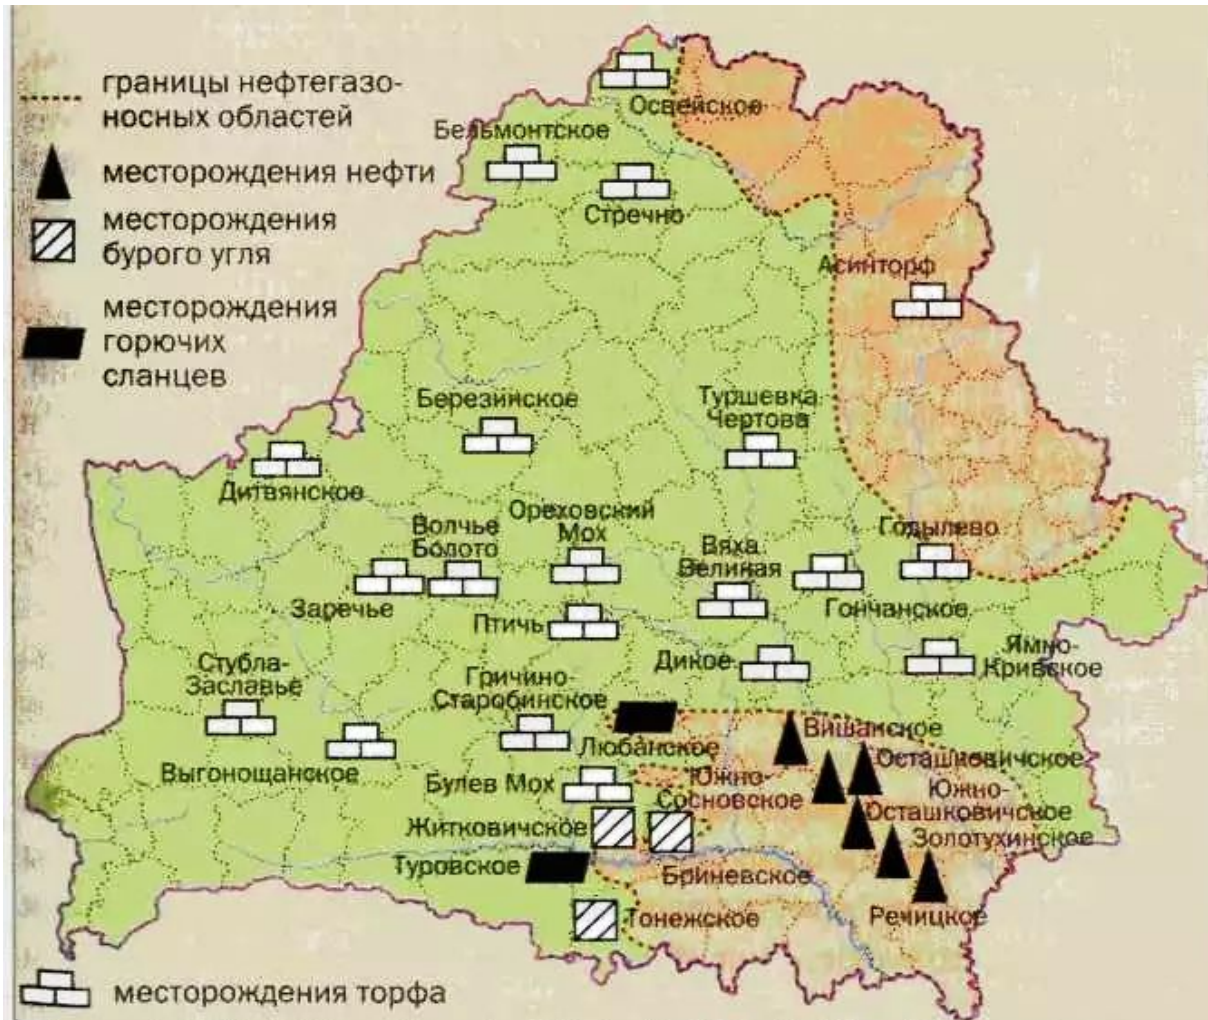 границы нефтегазо-
носных областей
месторождения нефти
месторождения
бурого угля
месторождения
горючих
сланцев
Освейское
Бельмонтское
Стречно
Асинторф
Березинское
Туршевка
Чертова
Дитвянское
Ореховский
Мох
Волчье
Болото
Вяха
Велиная
Годылево
Заречье
Гончанское
Птичь
Дикое
Ямно-
Кривское
Стубла-
Заславье
Гричино-
Старобинское
Вишанское
Любанское
Осташковичское
Выгонощанское
Булев Мох
Южно-
Сосновское
Южно-
Осташковичское
Житковичское
Золотухинское
Туровское
Бриневское
Тонежское
Речицкое
месторождения торфа